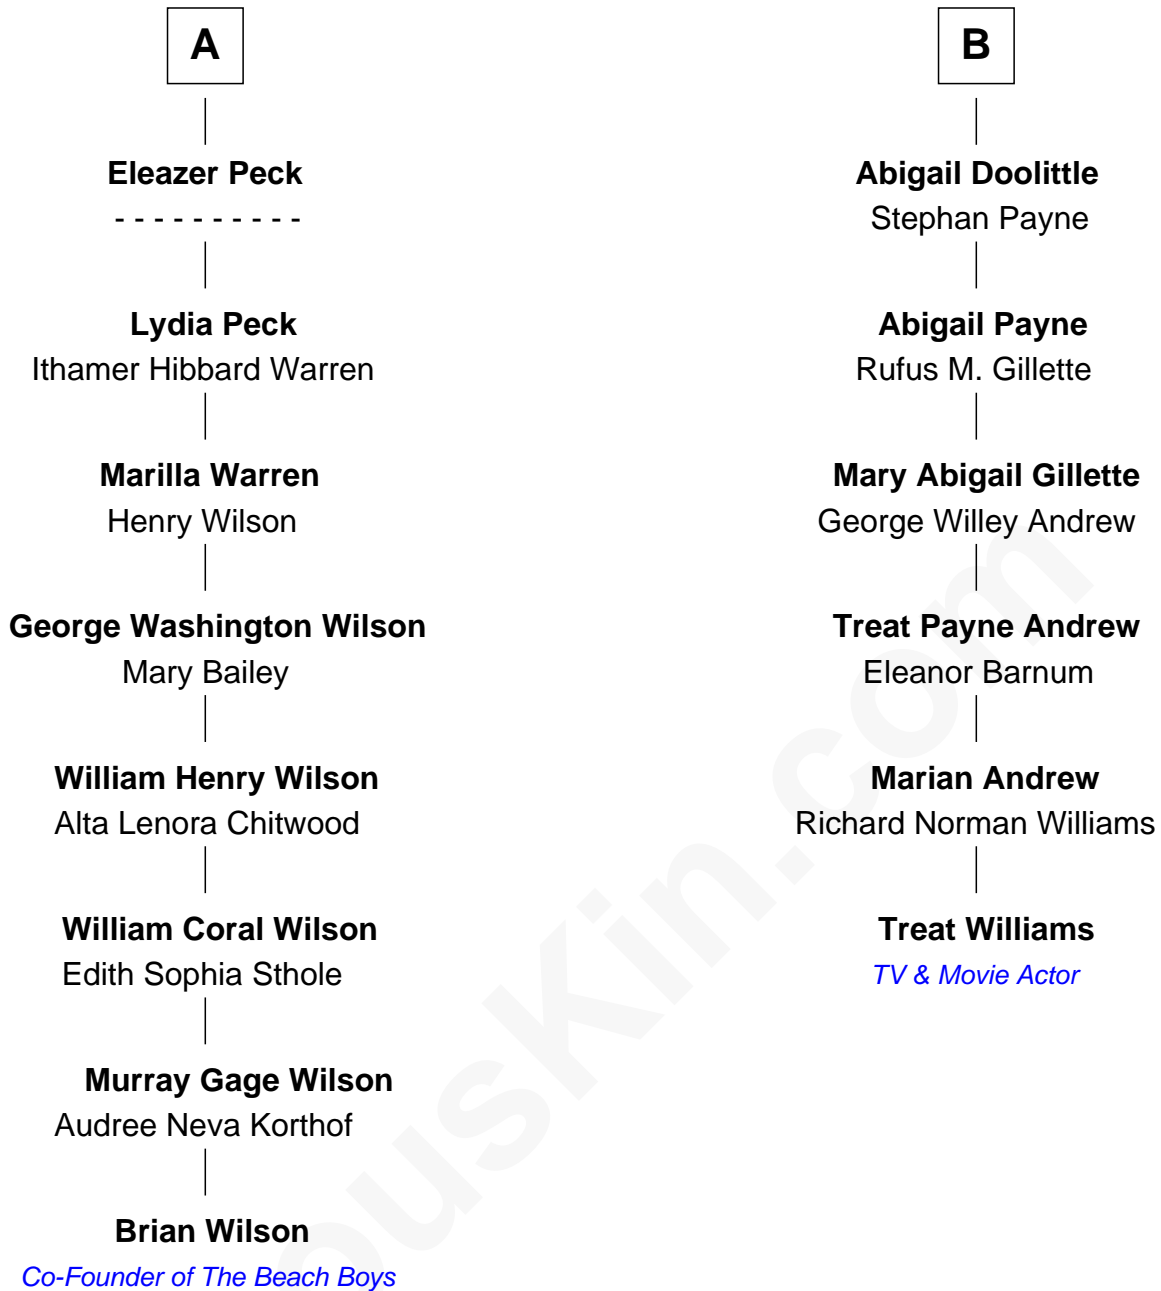 A
Eleazer Peck
- - - - - - - - - -
Lydia Peck
Ithamer Hibbard Warren
Marilla Warren
Henry Wilson
George Washington Wilson
Mary Bailey
William Henry Wilson
Alta Lenora Chitwood
William Coral Wilson
Edith Sophia Sthole
Murray Gage Wilson
Audree Neva Korthof
Brian Wilson
Co-Founder of The Beach Boys
B
Abigail Doolittle
Stephan Payne
Abigail Payne
Rufus M. Gillette
Mary Abigail Gillette
George Willey Andrew
Treat Payne Andrew
Eleanor Barnum
Marian Andrew
Richard Norman Williams
Treat Williams
TV & Movie Actor
ousKin.com